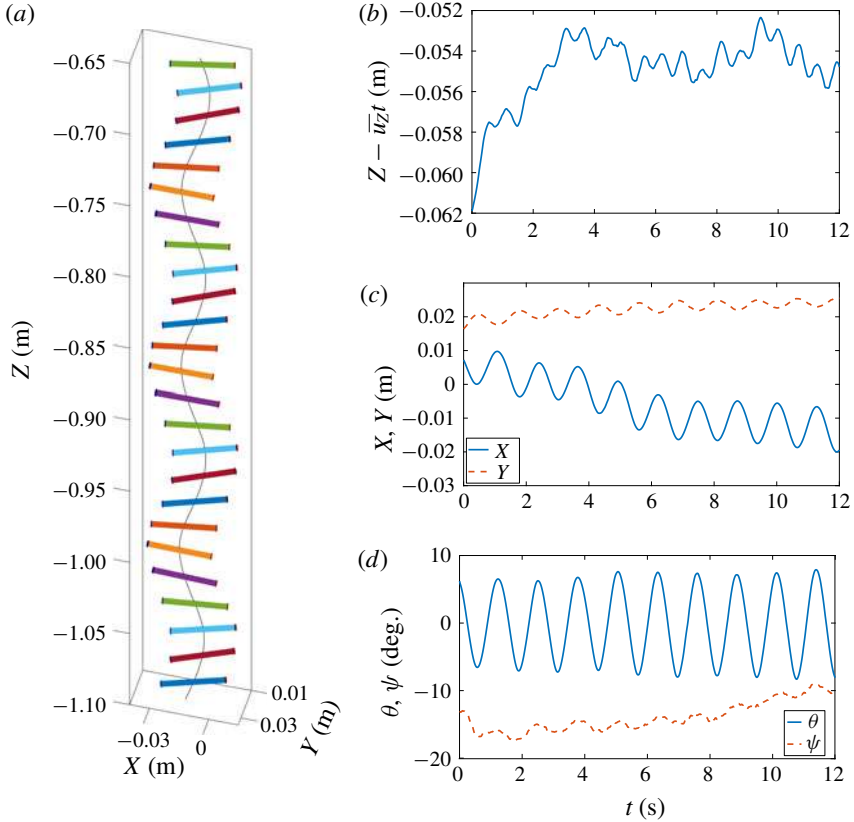 (a)
−0.65
−0.70
−0.75
−0.80
−0.85
−0.90
−0.95
−1.00
−1.05
−1.10
Z (m)
−0.03
0
X (m)
0.01
0.03
Y (m)
(b)
−0.052
−0.054
−0.056
−0.058
−0.060
−0.062
Z − u̅_Z t (m)
0 2 4 6 8 10 12
(c)
0.02
0.01
0
−0.01
−0.02
−0.03
X, Y (m)
X
Y
0 2 4 6 8 10 12
(d)
10
0
−10
−20
θ, ψ (deg.)
θ
ψ
0 2 4 6 8 10 12
t (s)